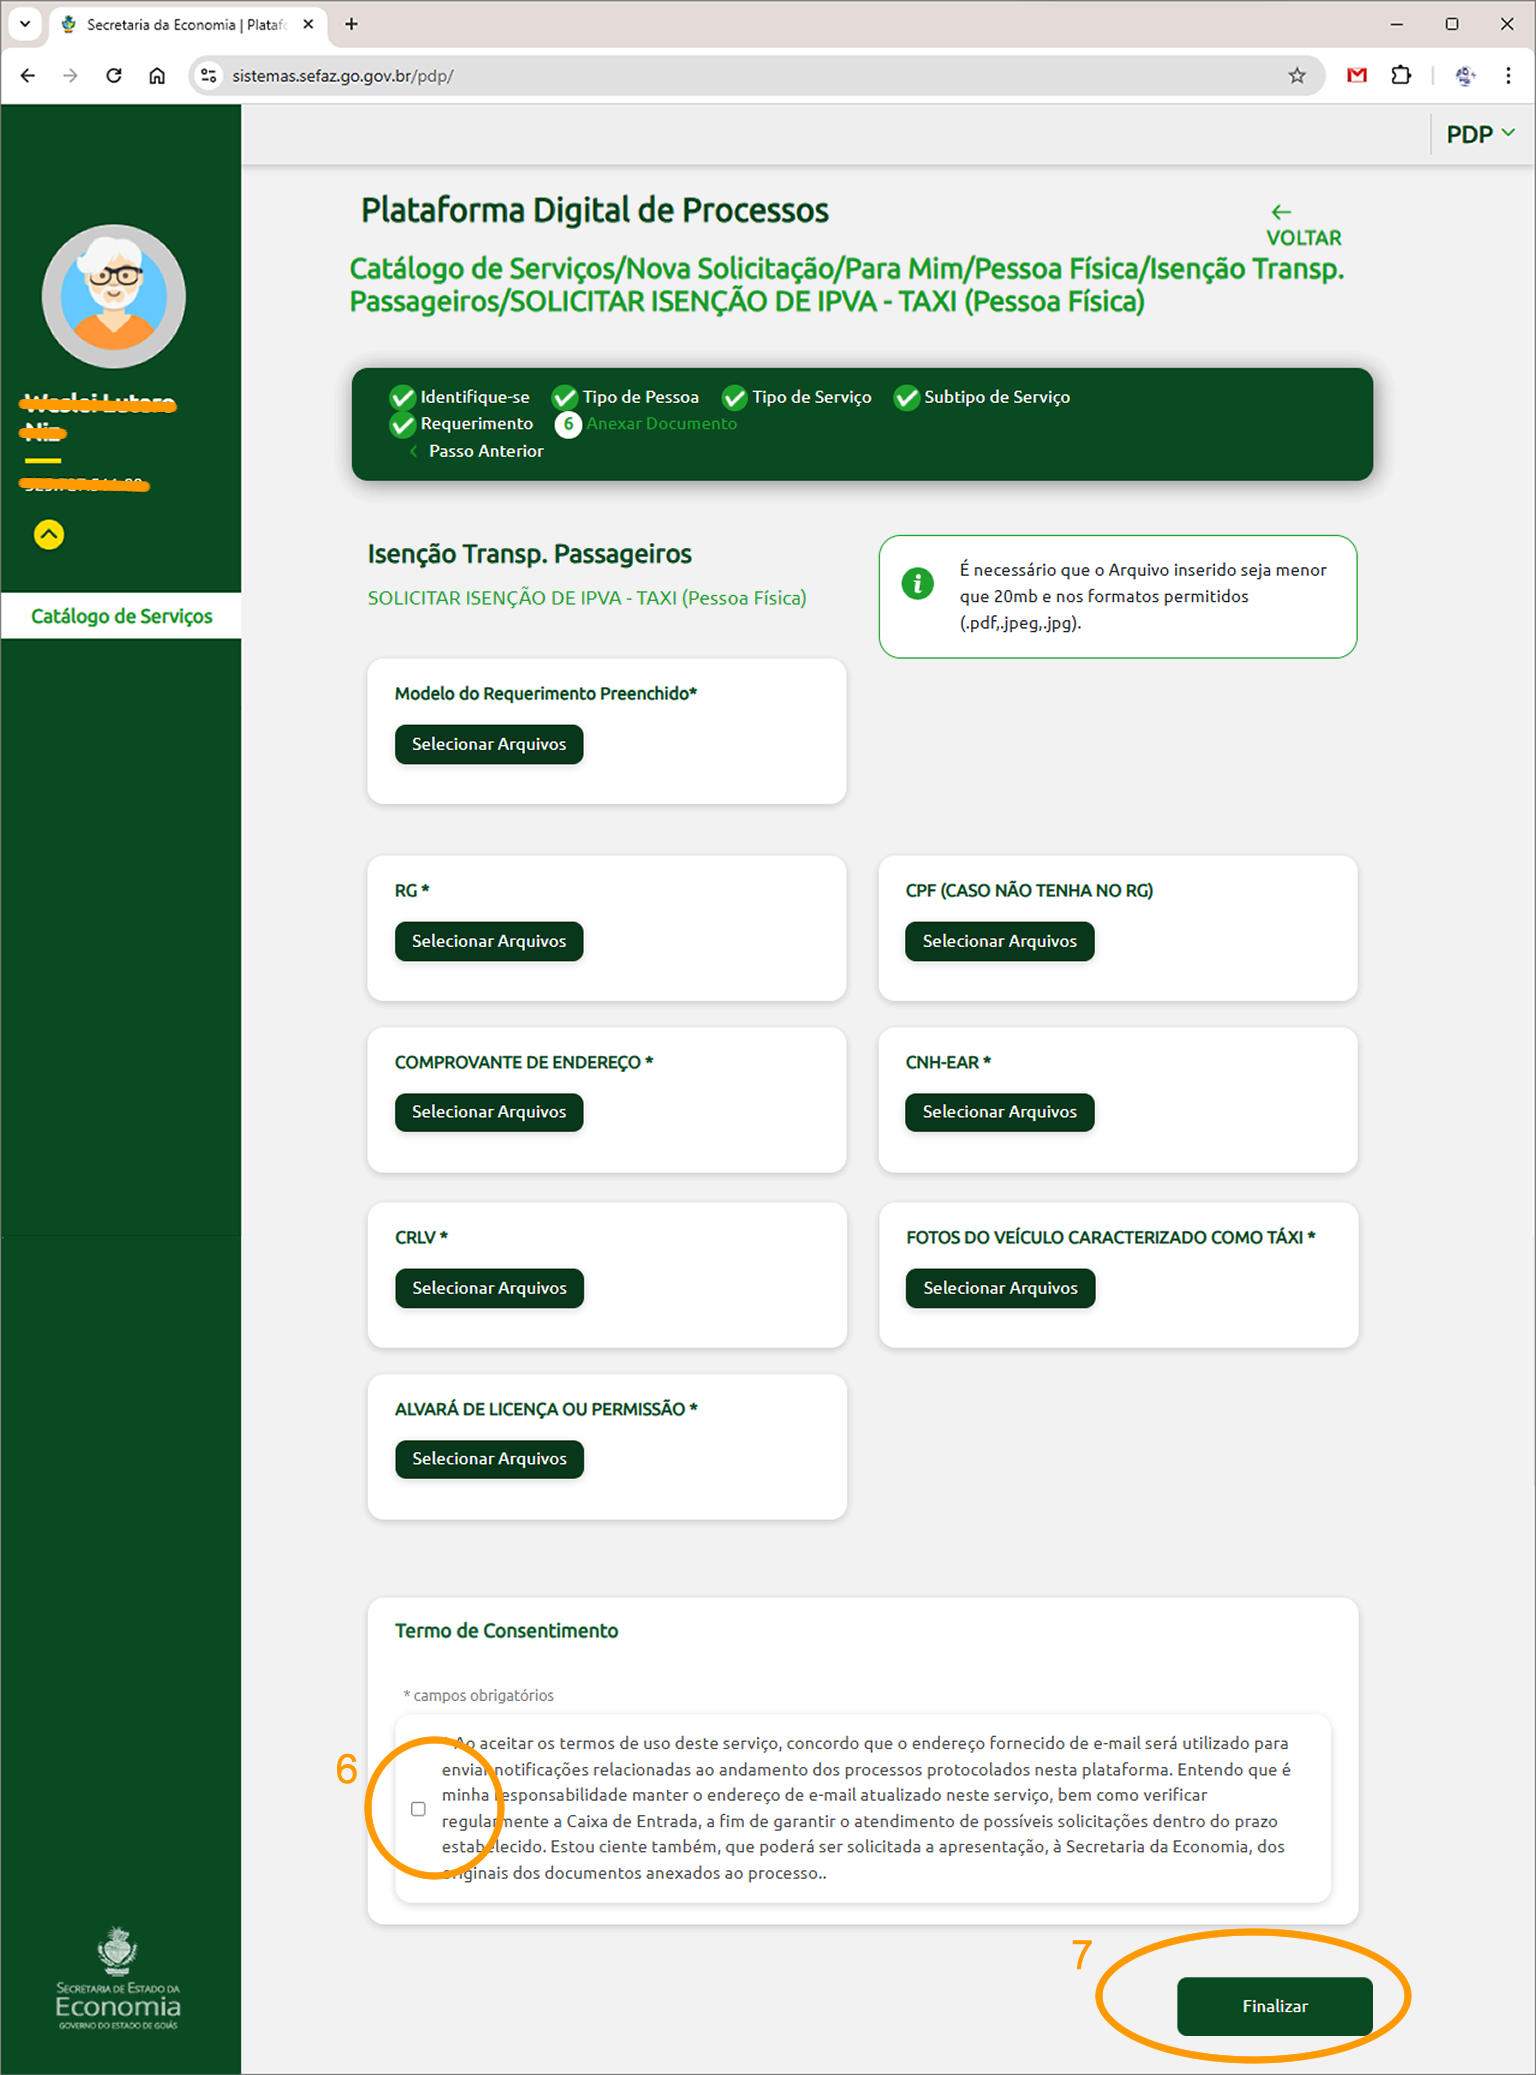 Secretaria da Economia | Platafo
sistemas.sefaz.go.gov.br/pdp/
PDP
Plataforma Digital de Processos
VOLTAR
Catálogo de Serviços/Nova Solicitação/Para Mim/Pessoa Física/Isenção Transp.
Passageiros/SOLICITAR ISENÇÃO DE IPVA - TAXI (Pessoa Física)
Identifique-se Tipo de Pessoa Tipo de Serviço Subtipo de Serviço
Requerimento 6 Anexar Documento
Passo Anterior
Catálogo de Serviços
Isenção Transp. Passageiros
SOLICITAR ISENÇÃO DE IPVA - TAXI (Pessoa Física)
É necessário que o Arquivo inserido seja menor
que 20mb e nos formatos permitidos
(.pdf,.jpeg,.jpg).
Modelo do Requerimento Preenchido*
Selecionar Arquivos
RG *
Selecionar Arquivos
CPF (CASO NÃO TENHA NO RG)
Selecionar Arquivos
COMPROVANTE DE ENDEREÇO *
Selecionar Arquivos
CNH-EAR *
Selecionar Arquivos
CRLV *
Selecionar Arquivos
FOTOS DO VEÍCULO CARACTERIZADO COMO TÁXI *
Selecionar Arquivos
ALVARÁ DE LICENÇA OU PERMISSÃO *
Selecionar Arquivos
Termo de Consentimento
* campos obrigatórios
6
Ao aceitar os termos de uso deste serviço, concordo que o endereço fornecido de e-mail será utilizado para
enviar notificações relacionadas ao andamento dos processos protocolados nesta plataforma. Entendo que é
minha responsabilidade manter o endereço de e-mail atualizado neste serviço, bem como verificar
regularmente a Caixa de Entrada, a fim de garantir o atendimento de possíveis solicitações dentro do prazo
estabelecido. Estou ciente também, que poderá ser solicitada a apresentação, à Secretaria da Economia, dos
originais dos documentos anexados ao processo..
7
Finalizar
SECRETARIA DE ESTADO DA
Economia
GOVERNO DO ESTADO DE GOIÁS